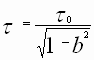 τ = τ₀ / √(1 − b²)